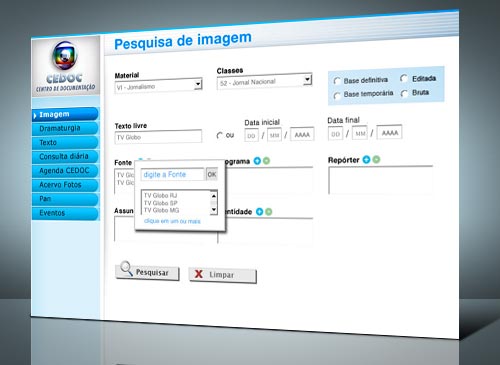 Pesquisa de imagem
CEDOC
CENTRO DE DOCUMENTAÇÃO
Imagem
Dramaturgia
Texto
Consulta diária
Agenda CEDOC
Acervo Fotos
Pan
Eventos
Material
VI - Jornalismo
Classes
52 - Jornal Nacional
Base definitiva
Editada
Base temporária
Bruta
Texto livre
TV Globo
ou
Data inicial
DD / MM / AAAA
Data final
DD / MM / AAAA
Fonte
TV Glo
TV Glo
digite a Fonte
OK
TV Globo RJ
TV Globo SP
TV Globo MG
clique em um ou mais
ograma
Repórter
Assun
entidade
Pesquisar
Limpar